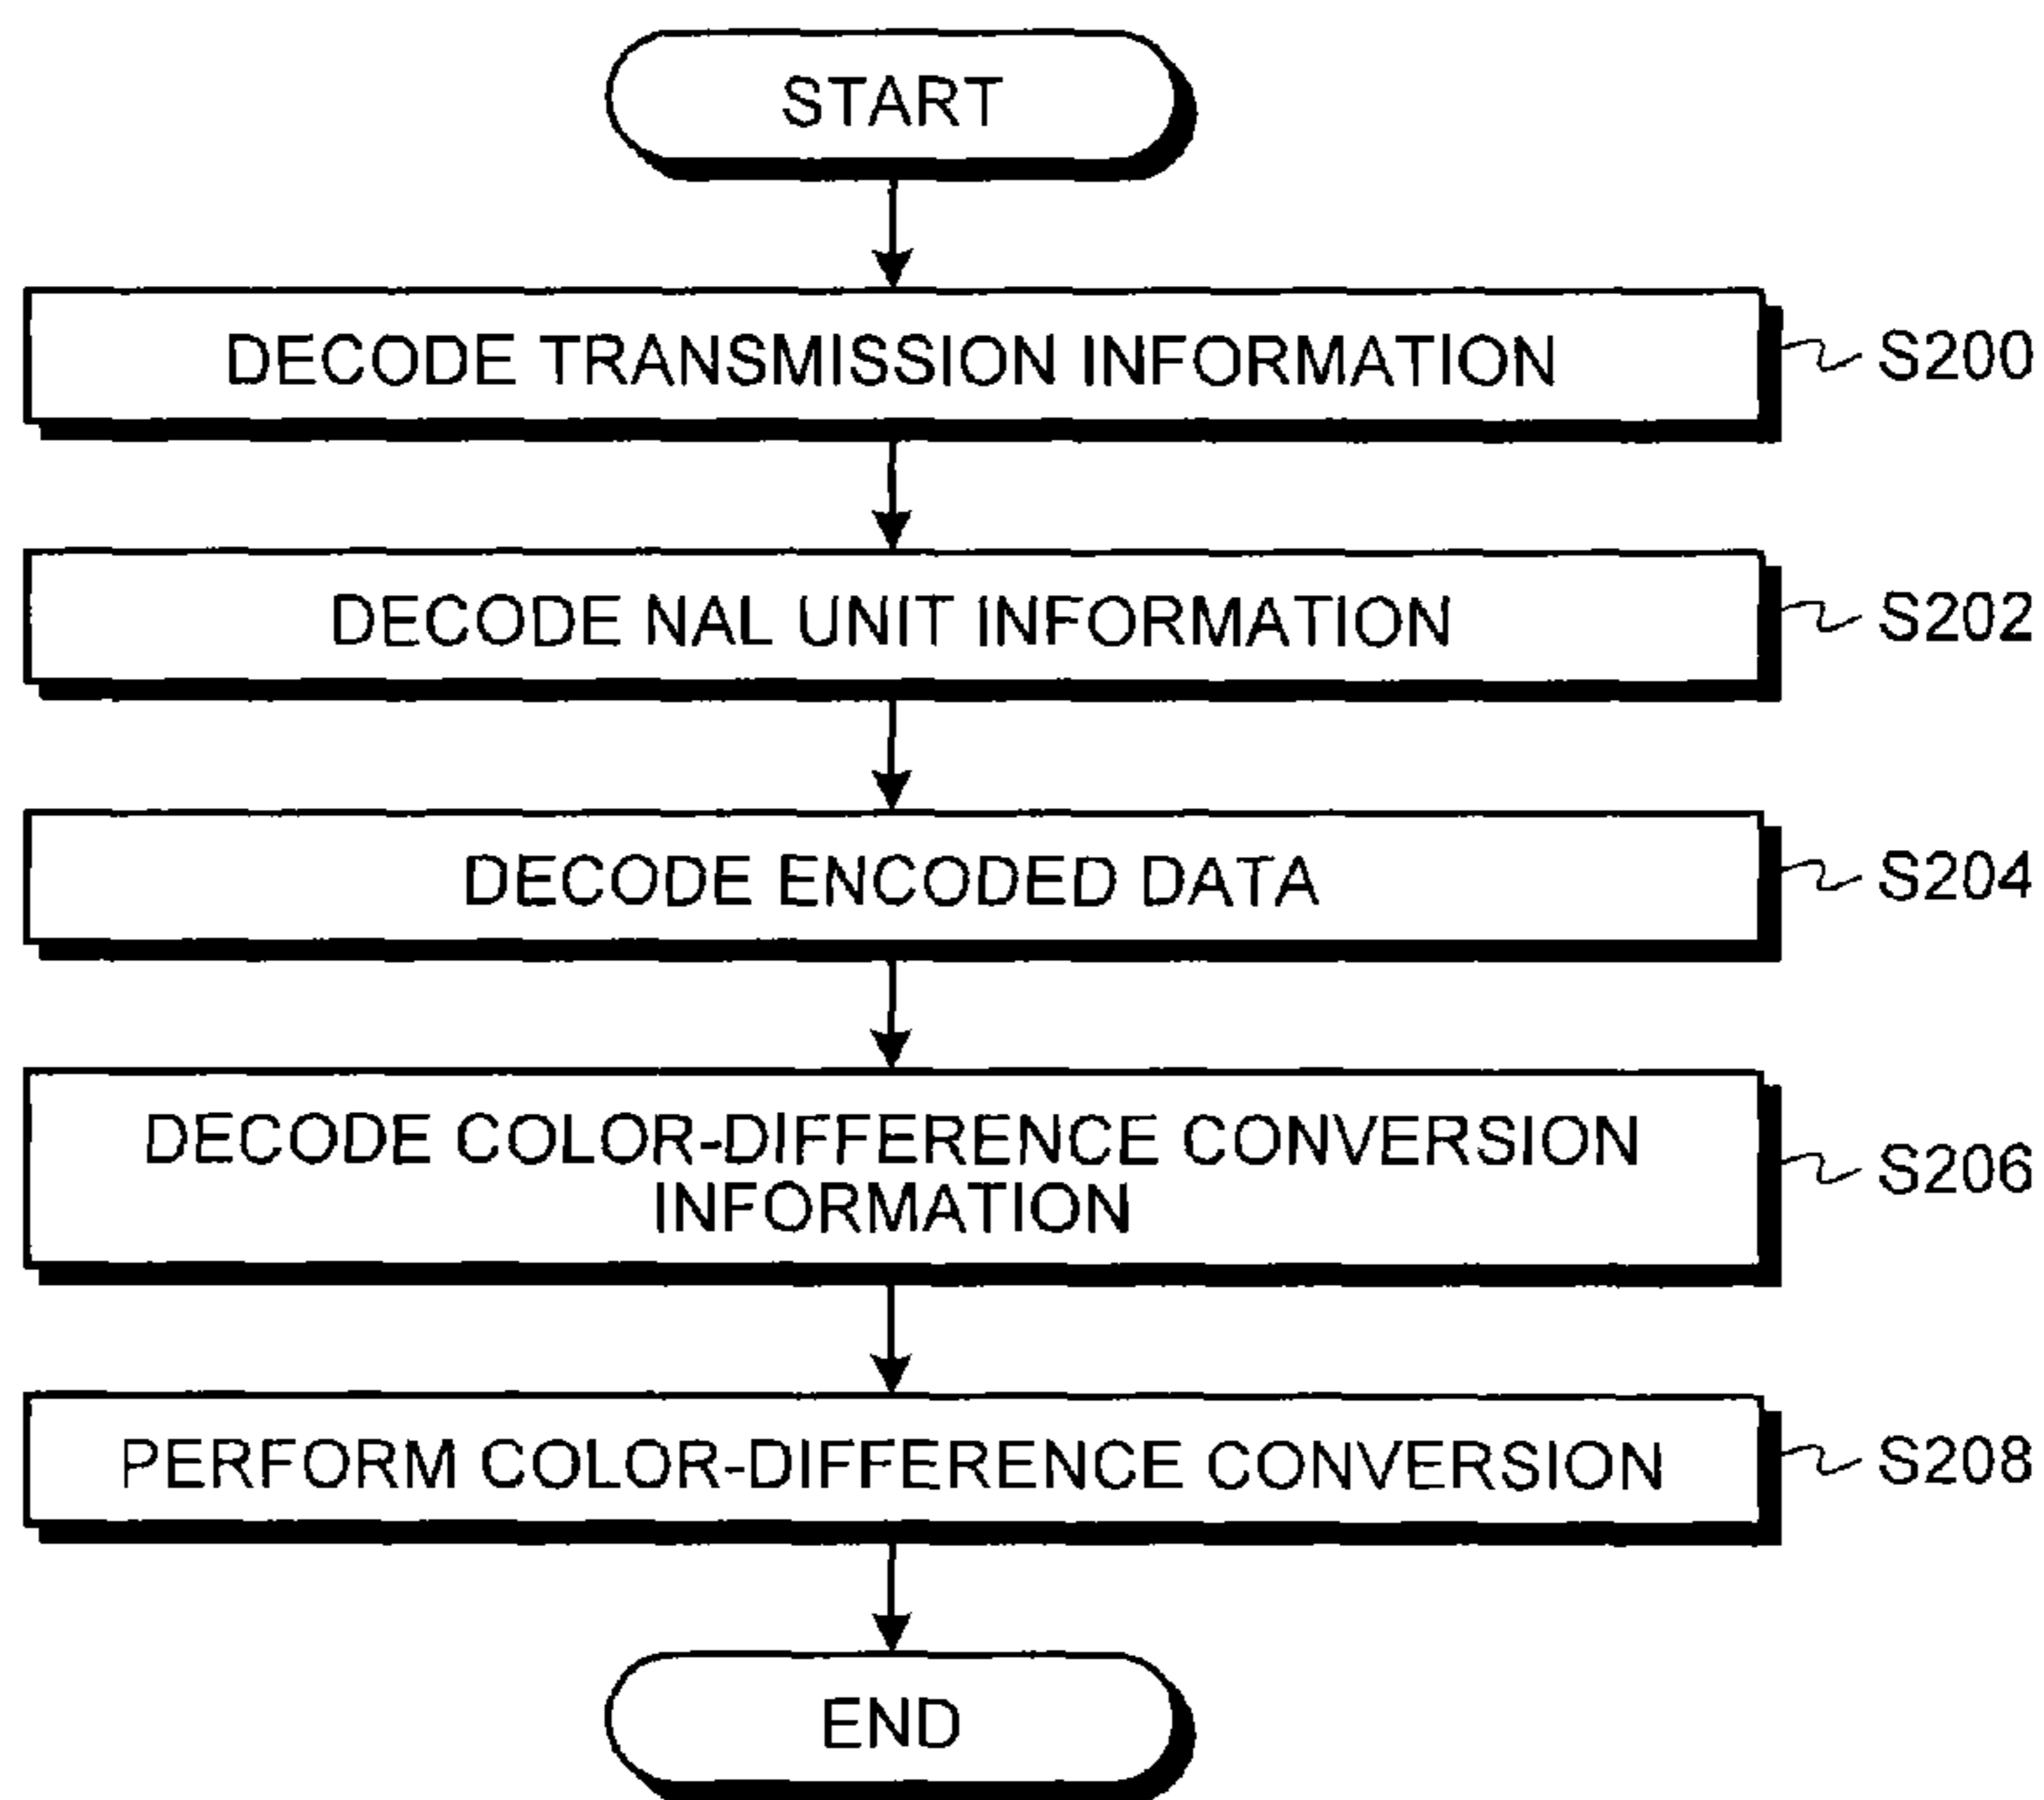 START
DECODE TRANSMISSION INFORMATION
S200
DECODE NAL UNIT INFORMATION
S202
DECODE ENCODED DATA
S204
DECODE COLOR-DIFFERENCE CONVERSION
INFORMATION
S206
PERFORM COLOR-DIFFERENCE CONVERSION
S208
END